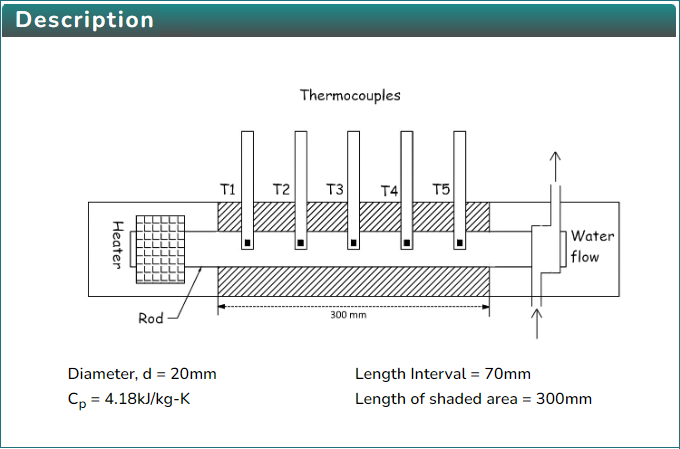 Description
Thermocouples
T1 T2 T3 T4 T5
Heater
Water
flow
Rod
300 mm
Diameter, d = 20mm
Length Interval = 70mm
Cp = 4.18kJ/kg-K
Length of shaded area = 300mm